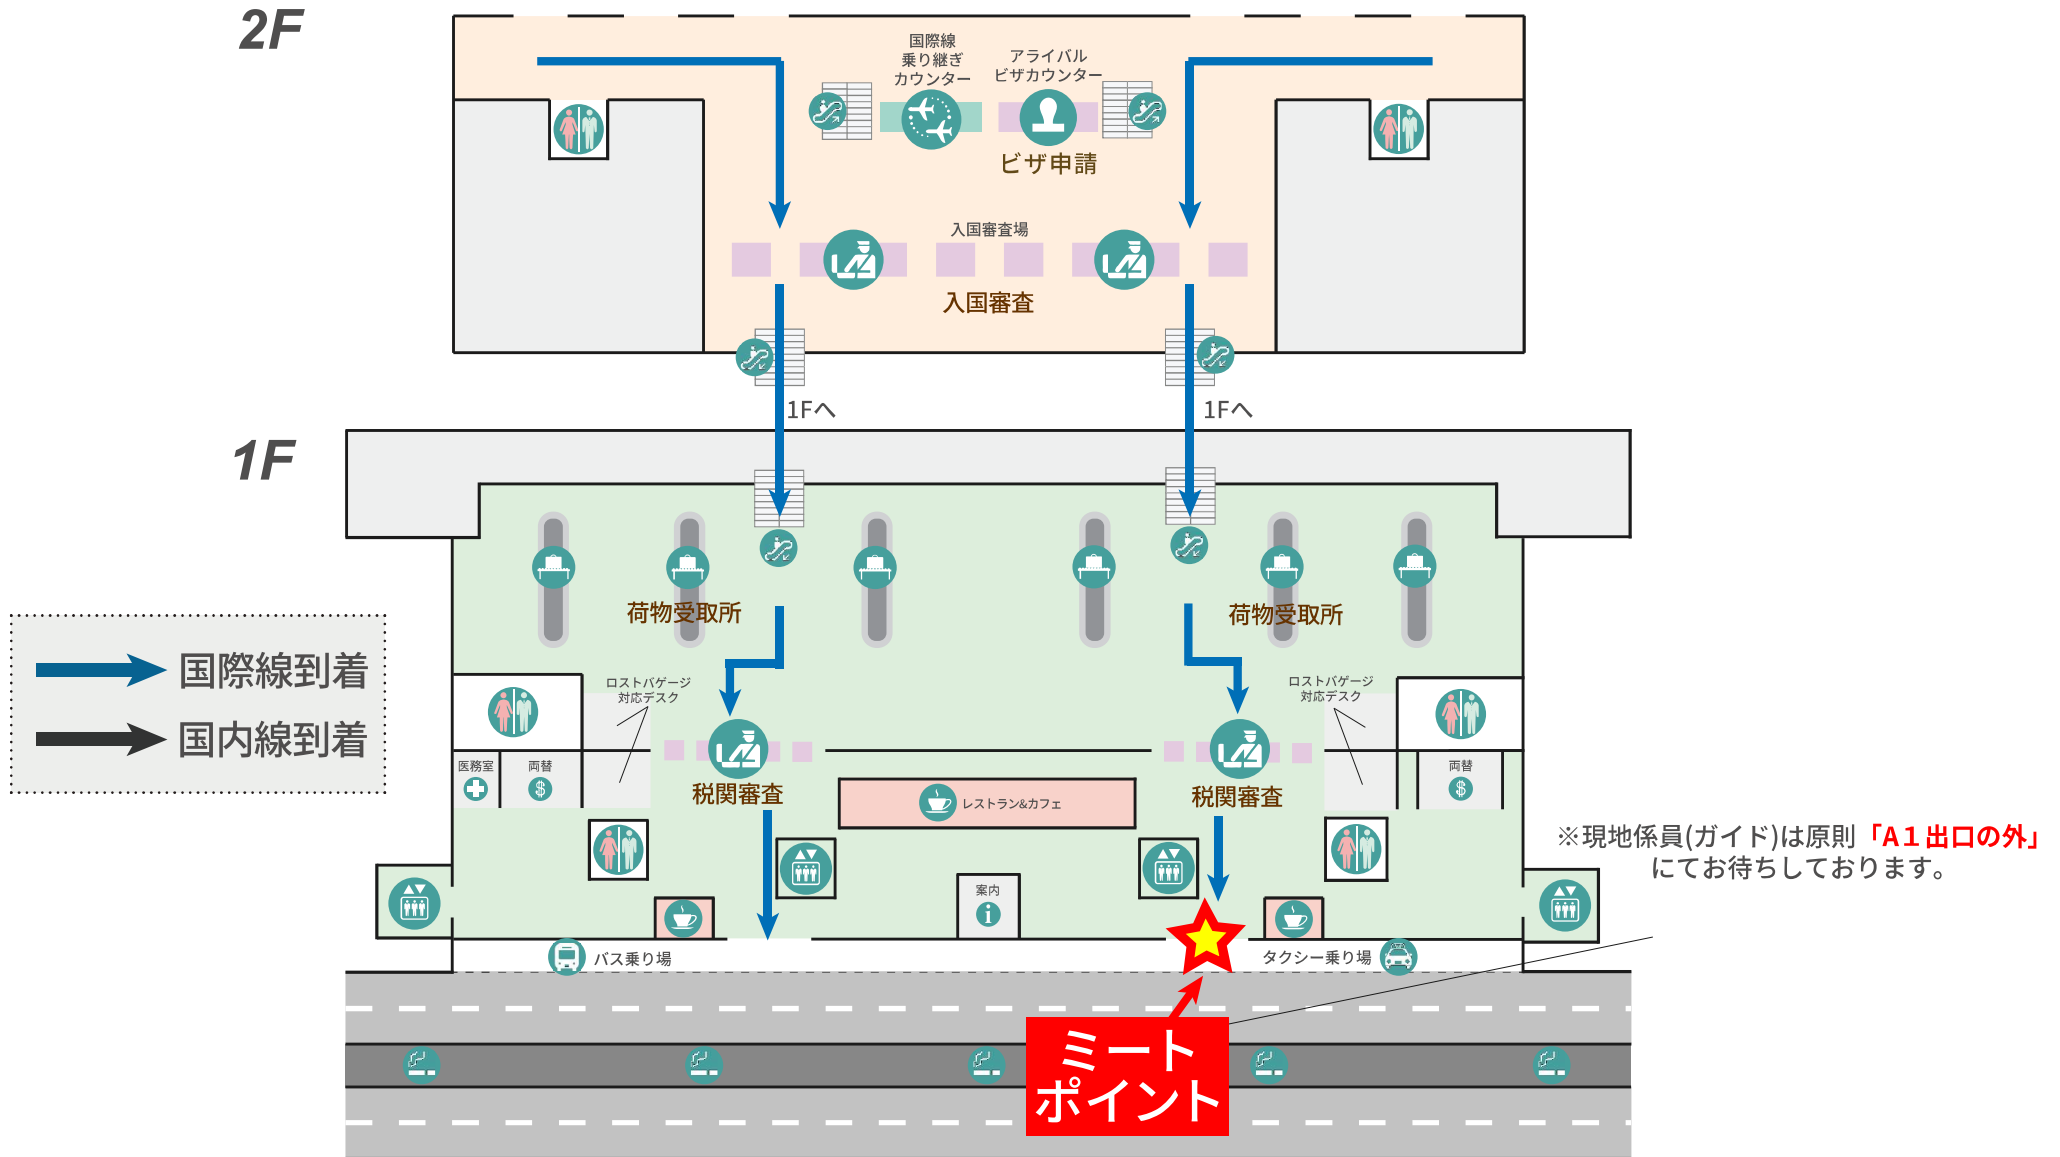 2F
国際線
乗り継ぎ
カウンター
アライバル
ビザカウンター
ビザ申請
入国審査場
入国審査
1Fへ
1Fへ
1F
荷物受取所
荷物受取所
国際線到着
国内線到着
ロストバゲージ
対応デスク
ロストバゲージ
対応デスク
医務室
両替
$
両替
$
税関審査
税関審査
レストラン&カフェ
※現地係員(ガイド)は原則「A１出口の外」
にてお待ちしております。
案内
i
バス乗り場
タクシー乗り場
ミート
ポイント